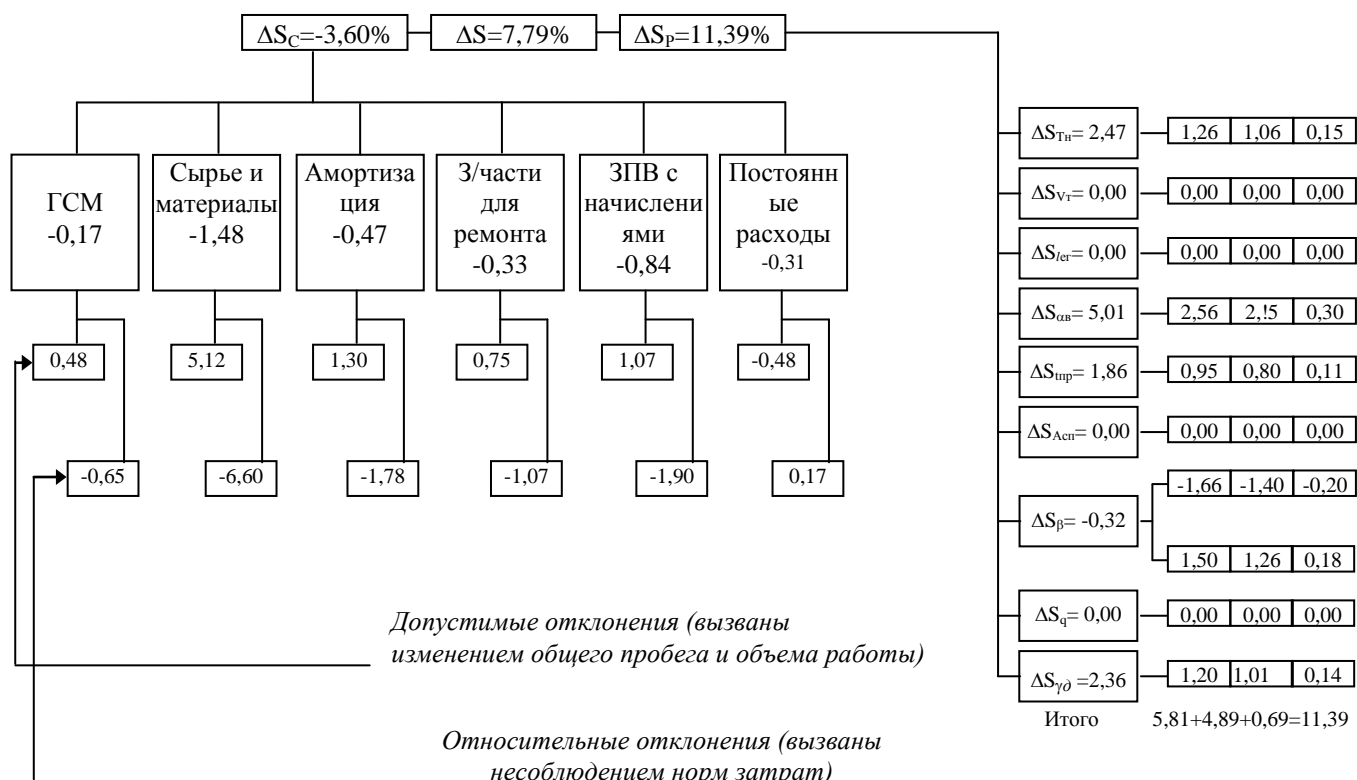 ΔSC=-3,60% ΔS=7,79% ΔSP=11,39%
ГСМ
-0,17
Сырье и
материалы
-1,48
Амортиза
ция
-0,47
З/части
для
ремонта
-0,33
ЗПВ с
начислени
ями
-0,84
Постоянн
ые
расходы
-0,31
0,48 5,12 1,30 0,75 1,07 -0,48
-0,65 -6,60 -1,78 -1,07 -1,90 0,17
ΔSТн= 2,47 1,26 1,06 0,15
ΔSVт= 0,00 0,00 0,00 0,00
ΔSlег= 0,00 0,00 0,00 0,00
ΔSαв= 5,01 2,56 2,!5 0,30
ΔStпр= 1,86 0,95 0,80 0,11
ΔSАсп= 0,00 0,00 0,00 0,00
-1,66 -1,40 -0,20
ΔSβ= -0,32
1,50 1,26 0,18
ΔSq= 0,00 0,00 0,00 0,00
ΔSγд =2,36 1,20 1,01 0,14
Итого 5,81+4,89+0,69=11,39
Допустимые отклонения (вызваны
изменением общего пробега и объема работы)
Относительные отклонения (вызваны
несоблюдением норм затрат)